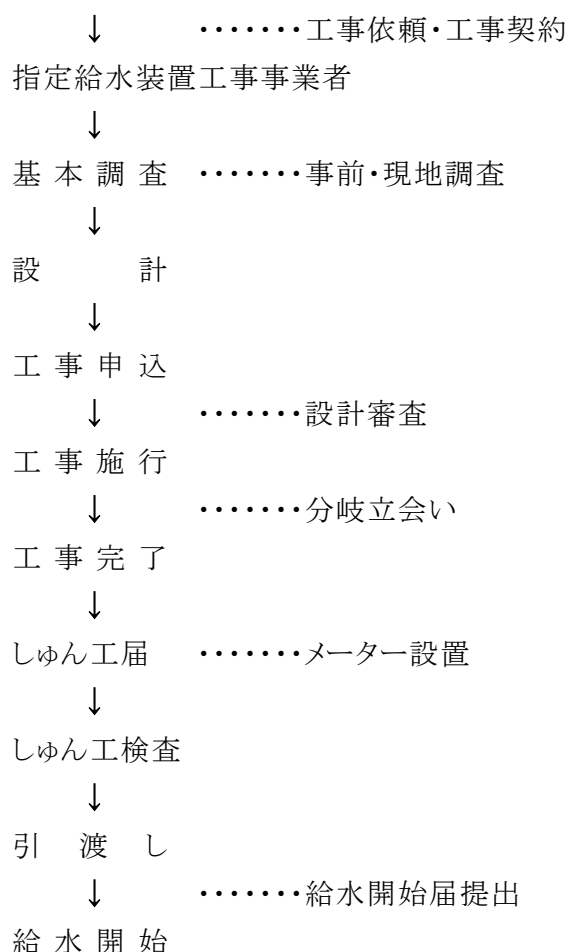 ↓ ・・・・・・・工事依頼・工事契約
指定給水装置工事事業者
↓
基 本 調 査 ・・・・・・・事前・現地調査
↓
設 計
↓
工 事 申 込
↓ ・・・・・・・設計審査
工 事 施 行
↓ ・・・・・・・分岐立会い
工 事 完 了
↓
しゅん工届 ・・・・・・・メーター設置
↓
しゅん工検査
↓
引 渡 し
↓ ・・・・・・・給水開始届提出
給 水 開 始